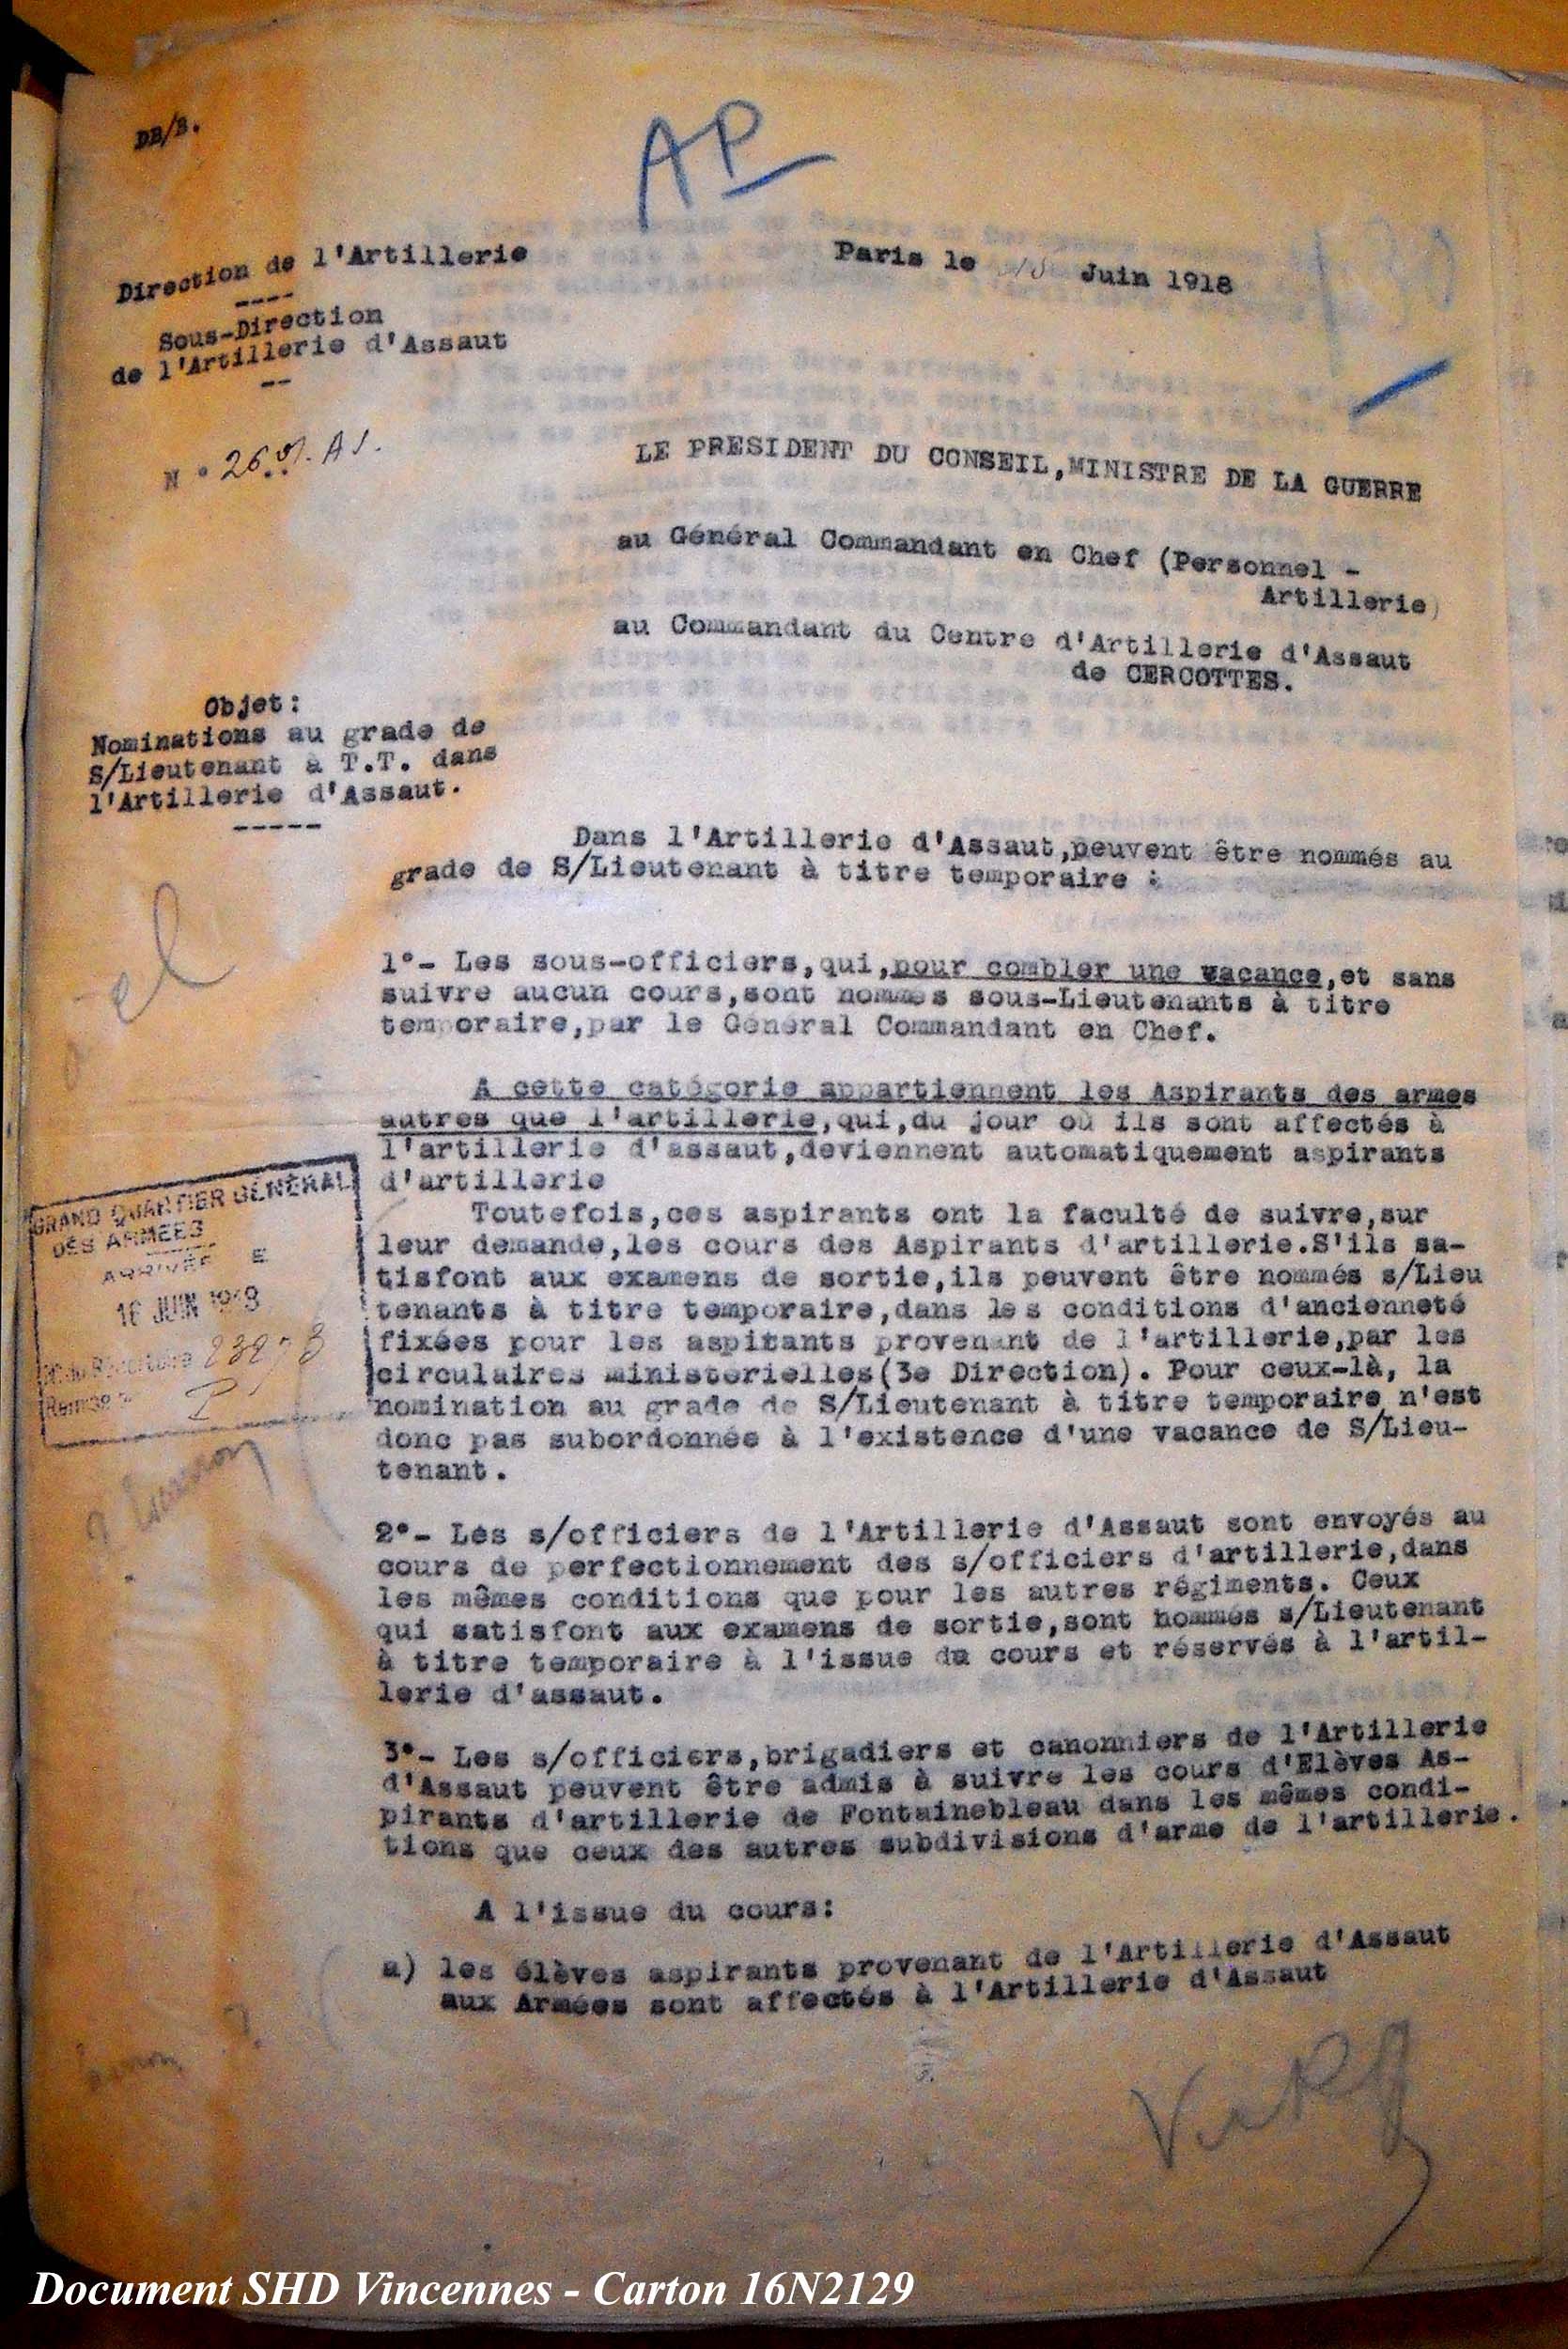 DB/B.
AP
Direction de l'Artillerie
----
Sous-Direction
de l'Artillerie d'Assaut
--
Paris le Juin 1918
N°
LE PRESIDENT DU CONSEIL,MINISTRE DE LA GUERRE
au Général Commandant en Chef (Personnel -
Artillerie)
au Commandant du Centre d'Artillerie d'Assaut
de CERCOTTES.
Objet:
Nominations au grade de
S/Lieutenant à T.T. dans
l'Artillerie d'Assaut.
-----
Dans l'Artillerie d'Assaut,peuvent être nommés au
grade de S/Lieutenant à titre temporaire :
1°- Les sous-officiers,qui,pour combler une vacance,et sans
suivre aucun cours,sont nommés sous-Lieutenants à titre
temporaire,par le Général Commandant en Chef.
A cette catégorie appartiennent les Aspirants des armes
autres que l'artillerie,qui,du jour où ils sont affectés à
l'artillerie d'assaut,deviennent automatiquement aspirants
d'artillerie
Toutefois,ces aspirants ont la faculté de suivre,sur
leur demande,les cours des Aspirants d'artillerie.S'ils sa-
tisfont aux examens de sortie,ils peuvent être nommés s/Lieu
tenants à titre temporaire,dans les conditions d'ancienneté
fixées pour les aspirants provenant de l'artillerie,par les
circulaires ministerielles(3e Direction). Pour ceux-là, la
nomination au grade de S/Lieutenant à titre temporaire n'est
donc pas subordonnée à l'existence d'une vacance de S/Lieu-
tenant.
GRAND QUARTIER GÉNÉRAL
DES ARMEES
ARRIVÉE E
16 JUIN 1918
2°- Les s/officiers de l'Artillerie d'Assaut sont envoyés au
cours de perfectionnement des s/officiers d'artillerie,dans
les mêmes conditions que pour les autres régiments. Ceux
qui satisfont aux examens de sortie,sont nommés s/Lieutenant
à titre temporaire à l'issue du cours et réservés à l'artil-
lerie d'assaut.
3°- Les s/officiers,brigadiers et canonniers de l'Artillerie
d'Assaut peuvent être admis à suivre les cours d'Elèves As-
pirants d'artillerie de Fontainebleau dans les mêmes condi-
tions que ceux des autres subdivisions d'arme de l'artillerie.
A l'issue du cours:
a) les élèves aspirants provenant de l'Artillerie d'Assaut
aux Armées sont affectés à l'Artillerie d'Assaut
Document SHD Vincennes - Carton 16N2129